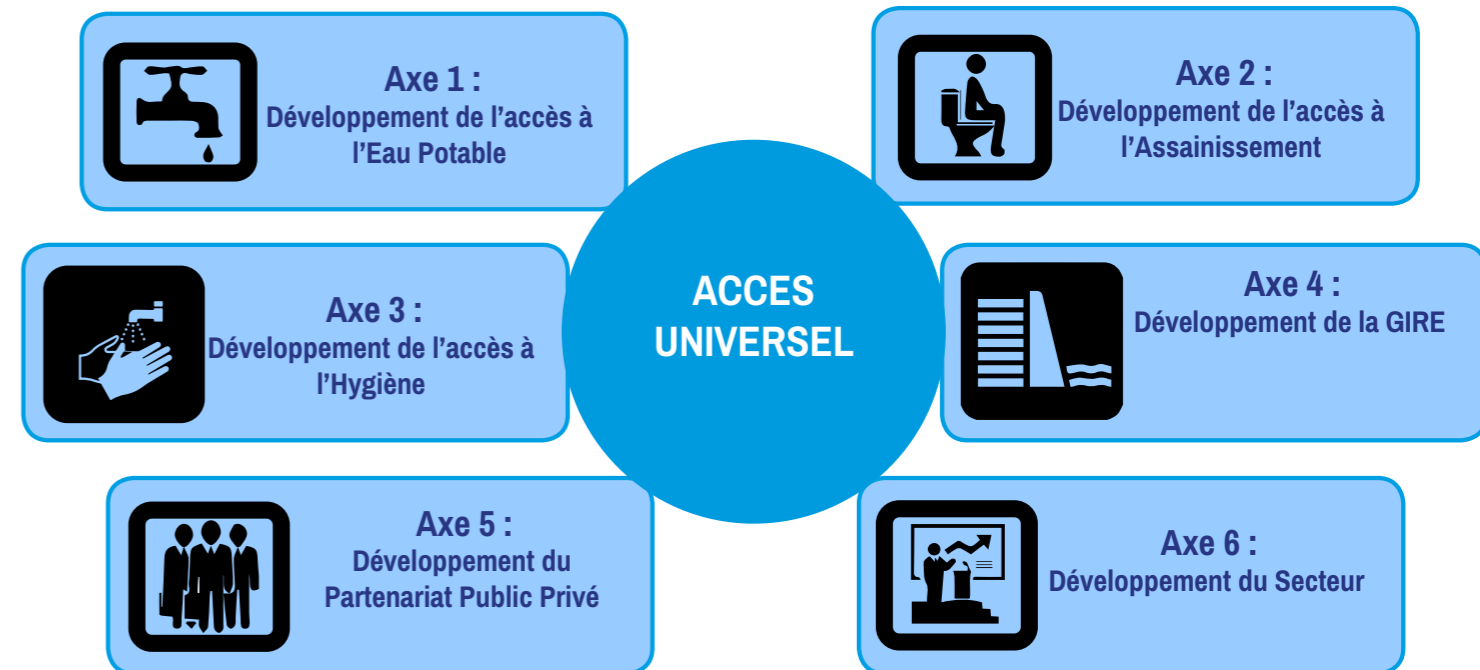 Axe 1 :
Développement de l’accès à
l’Eau Potable
Axe 2 :
Développement de l’accès à
l’Assainissement
ACCES
UNIVERSEL
Axe 3 :
Développement de l’accès à
l’Hygiène
Axe 4 :
Développement de la GIRE
Axe 5 :
Développement du
Partenariat Public Privé
Axe 6 :
Développement du Secteur